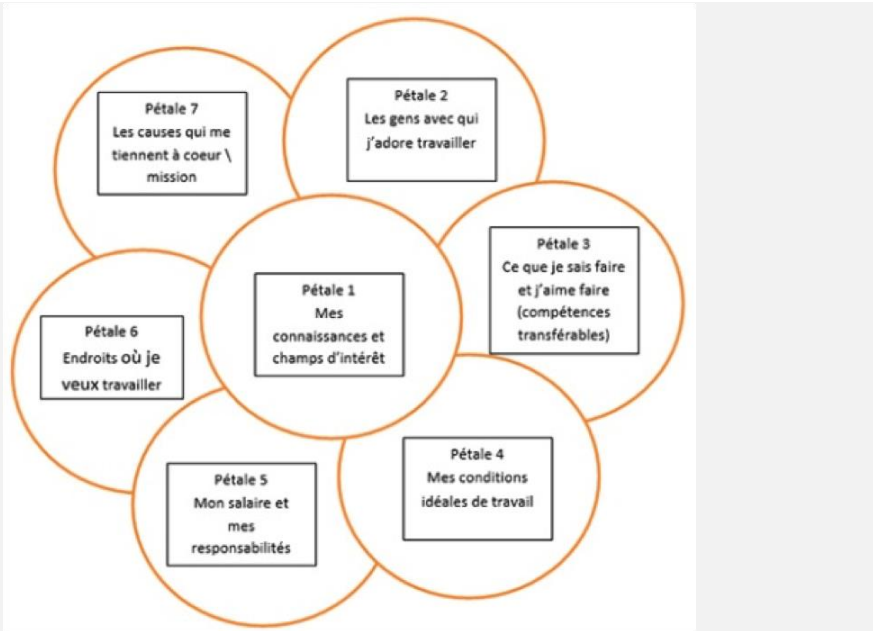 Pétale 1
Mes
connaissances et
champs d'intérêt
Pétale 2
Les gens avec qui
j'adore travailler
Pétale 3
Ce que je sais faire
et j'aime faire
(compétences
transférables)
Pétale 4
Mes conditions
idéales de travail
Pétale 5
Mon salaire et
mes
responsabilités
Pétale 6
Endroits où je
veux travailler
Pétale 7
Les causes qui me
tiennent à coeur \
mission